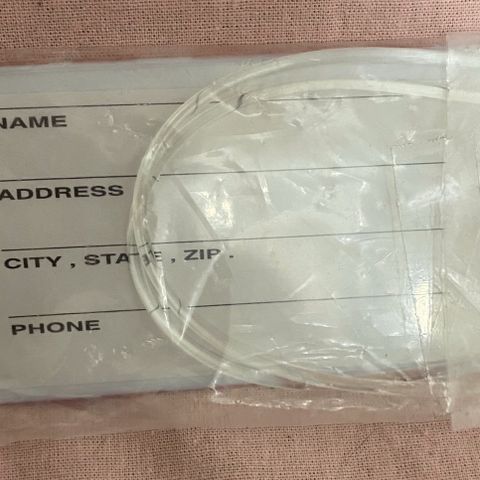 NAME
ADDRESS
CITY , STATE , ZIP .
PHONE